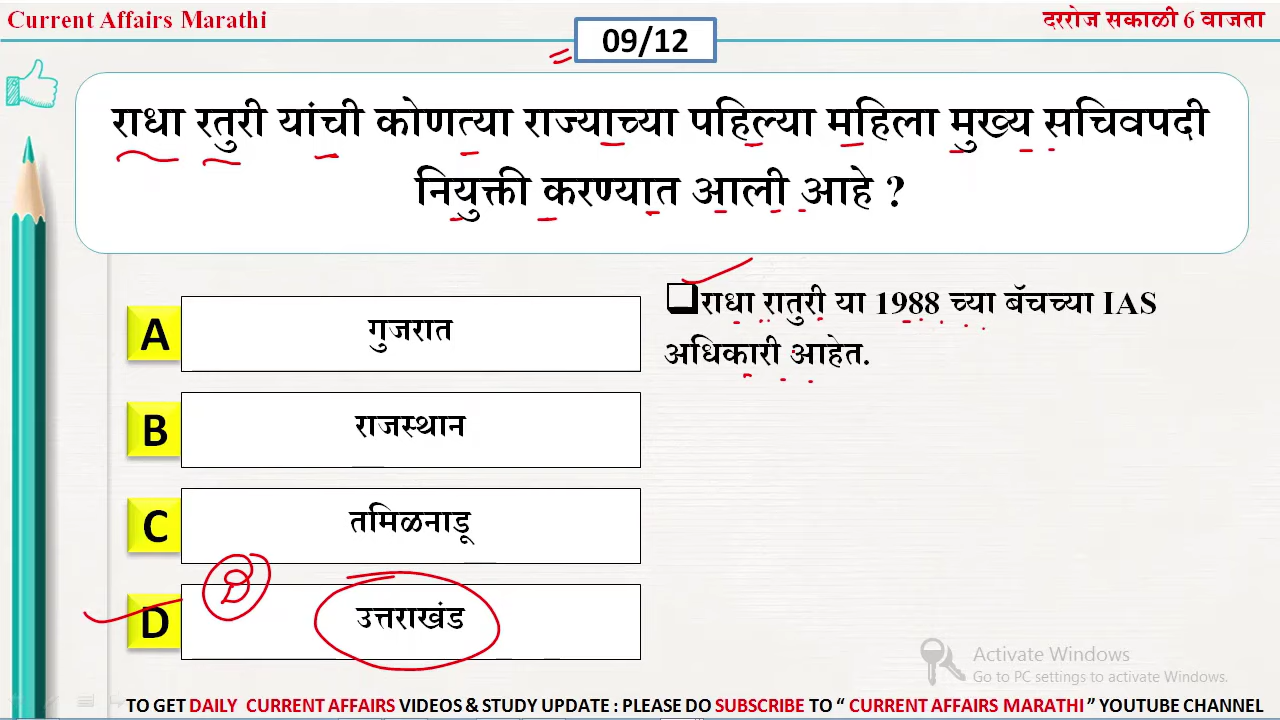 Current Affairs Marathi
दररोज सकाळी 6 वाजता
09/12
राधा रतुरी यांची कोणत्या राज्याच्या पहिल्या महिला मुख्य सचिवपदी
नियुक्ती करण्यात आली आहे ?
A
गुजरात
B
राजस्थान
C
तमिळनाडू
D
उत्तराखंड
D
राधा रातुरी या 1988 च्या बॅचच्या IAS
अधिकारी आहेत.
Activate Windows
Go to PC settings to activate Windows.
TO GET DAILY CURRENT AFFAIRS VIDEOS & STUDY UPDATE : PLEASE DO SUBSCRIBE TO “ CURRENT AFFAIRS MARATHI ” YOUTUBE CHANNEL